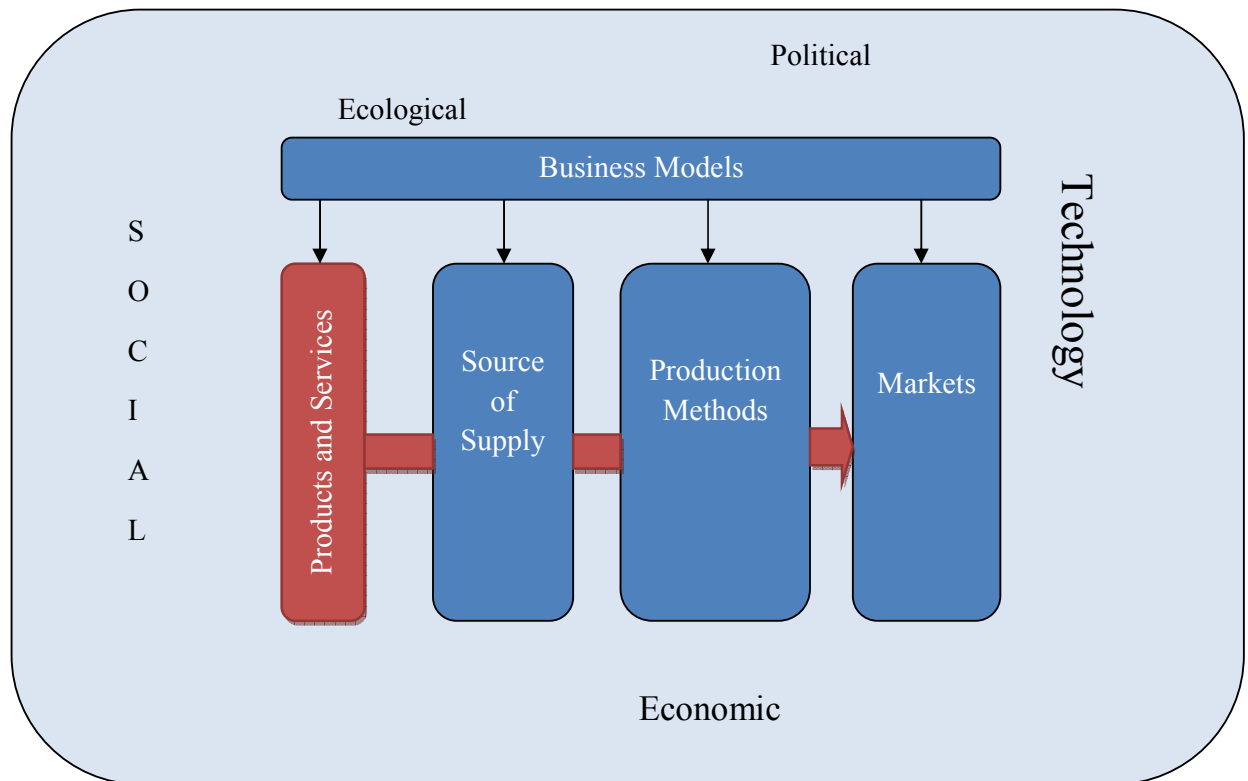 Political
Ecological
Business Models
Technology
S
O
C
I
A
L
Products and Services
Source
of
Supply
Production
Methods
Markets
Economic